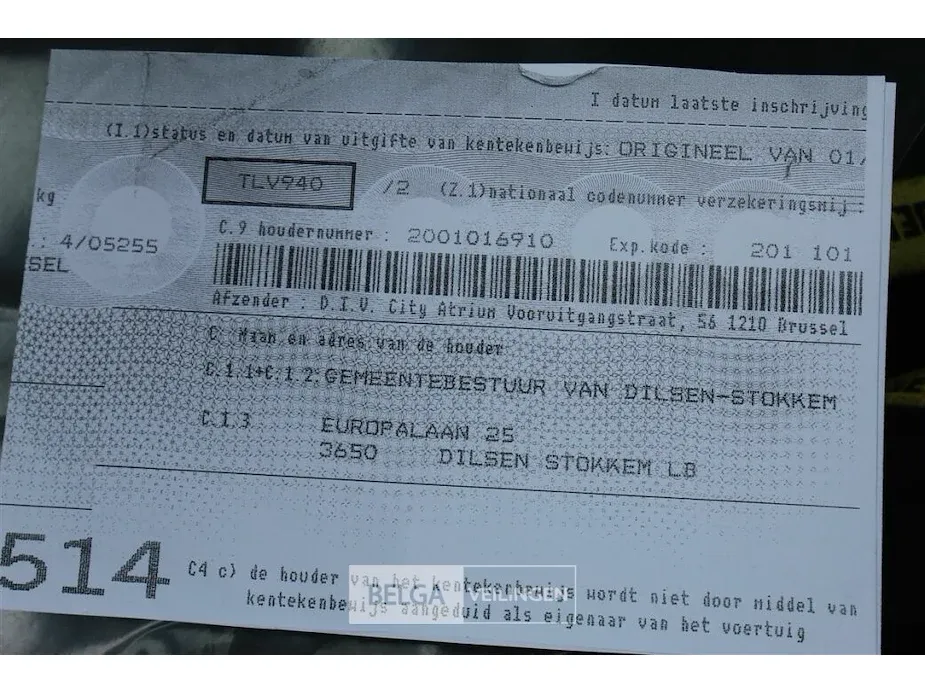 I datum laatste inschrijving
(I.1)status en datum van uitgifte van kentekenbewijs: ORIGINEEL VAN 01/
kg TLV940 /2 (Z.1)nationaal codenummer verzekeringsmij.:
C.9 houdernummer : 2001016910 Exp.kode : 201 101
.: 4/05255
SEL
Afzender : D.I.V. City Atrium Vooruitgangstraat, 56 1210 Brussel
C Naam en adres van de houder
C.1.1+C.1.2:GEMEENTEBESTUUR VAN DILSEN-STOKKEM
C.1.3 EUROPALAAN 25
3650 DILSEN STOKKEM LB
514 C4 c) de houder van het kentekenbewijs wordt niet door middel van
kentekenbewijs aangeduid als eigenaar van het voertuig
BELGA VEILINGEN